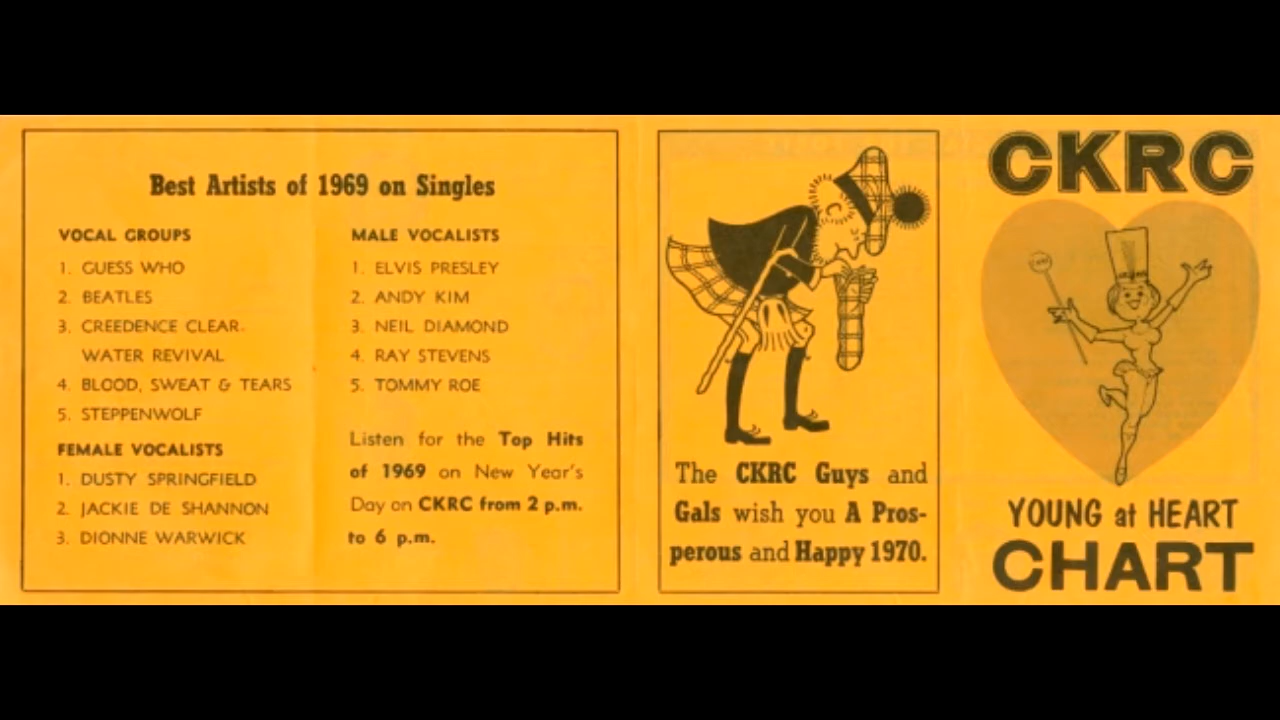 Best Artists of 1969 on Singles
VOCAL GROUPS
1. GUESS WHO
2. BEATLES
3. CREEDENCE CLEAR-
WATER REVIVAL
4. BLOOD, SWEAT & TEARS
5. STEPPENWOLF
FEMALE VOCALISTS
1. DUSTY SPRINGFIELD
2. JACKIE DE SHANNON
3. DIONNE WARWICK
MALE VOCALISTS
1. ELVIS PRESLEY
2. ANDY KIM
3. NEIL DIAMOND
4. RAY STEVENS
5. TOMMY ROE
Listen for the Top Hits
of 1969 on New Year's
Day on CKRC from 2 p.m.
to 6 p.m.
The CKRC Guys and
Gals wish you A Pros-
perous and Happy 1970.
CKRC
YOUNG at HEART
CHART